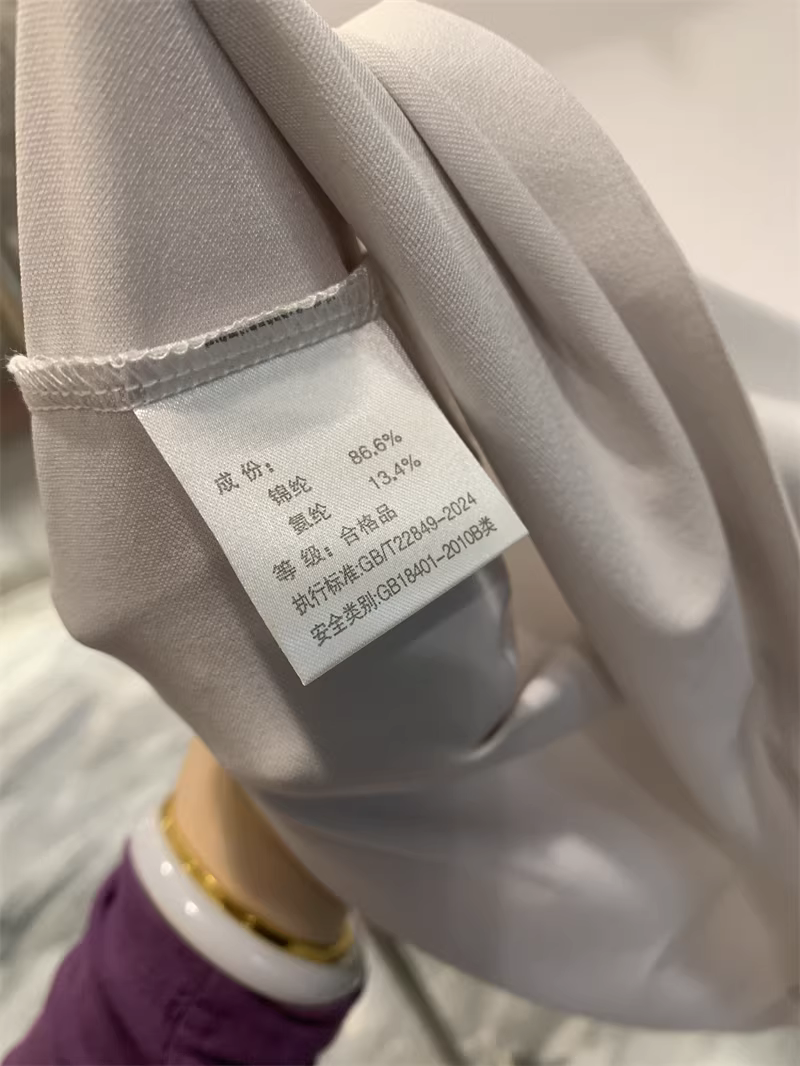 成份：
锦纶 86.6%
氨纶 13.4%
等级：合格品
执行标准:GB/T22849-2024
安全类别:GB18401-2010B类